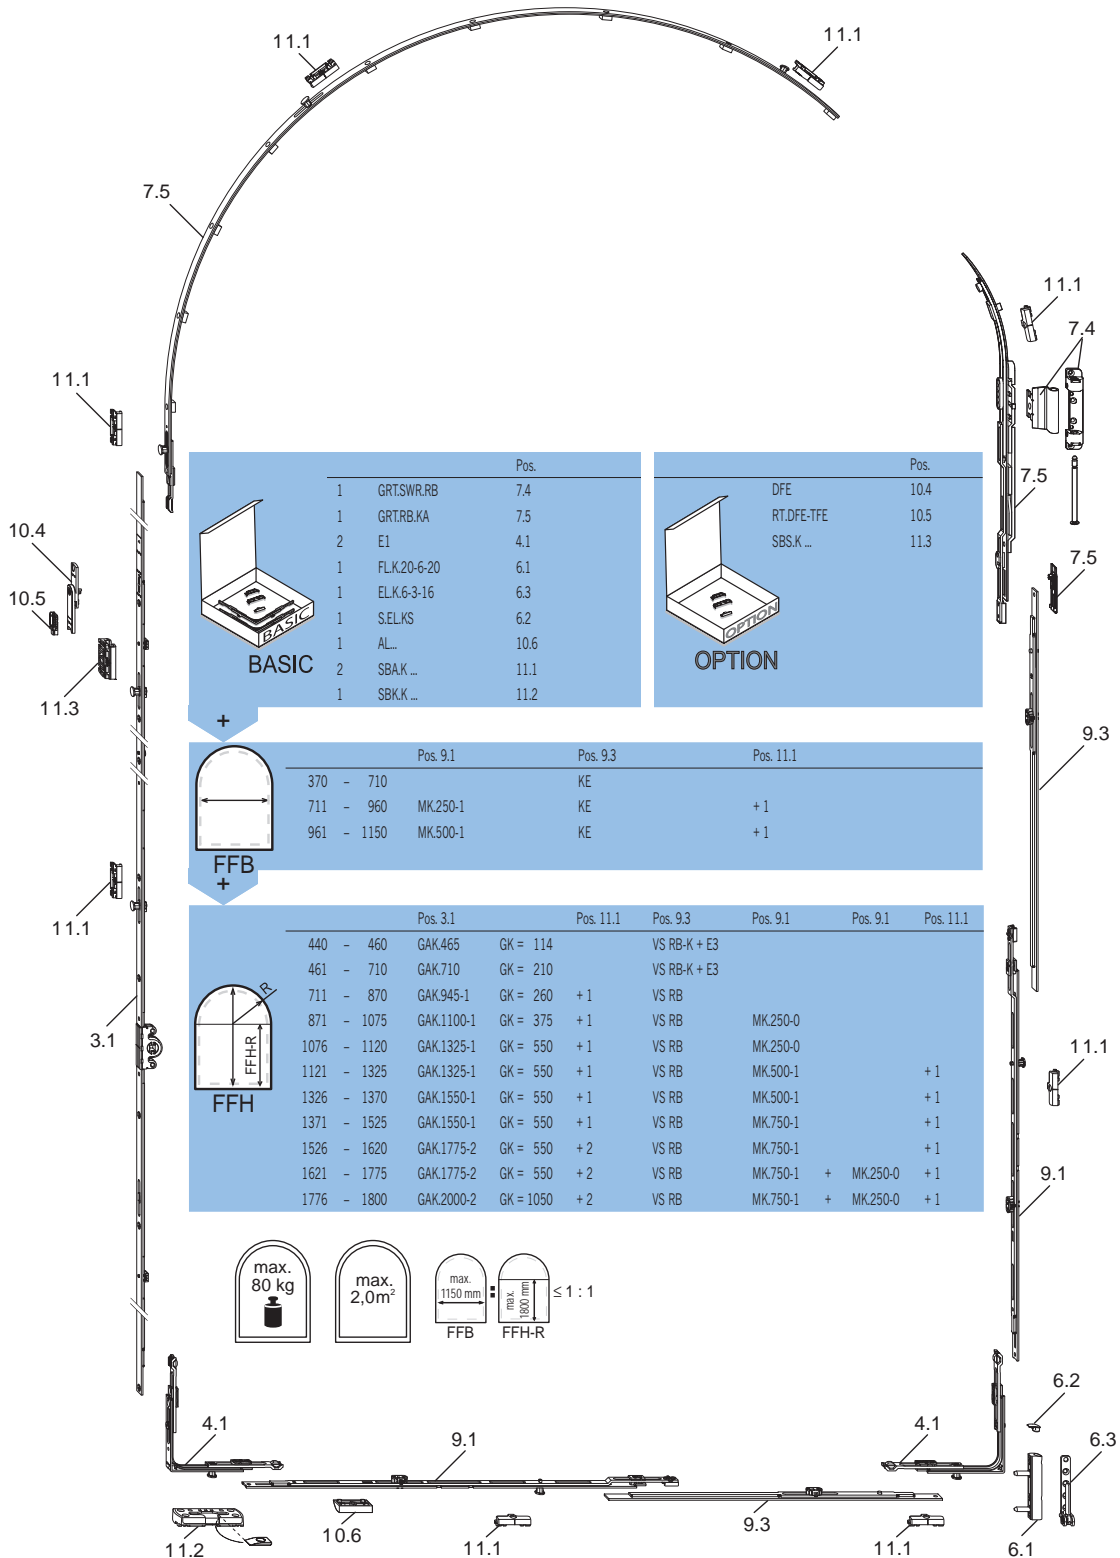 11.1
11.1
7.5
11.1
7.4
11.1
7.5
10.4
10.5
7.5
11.3
9.3
Pos.
1 GRT.SWR.RB 7.4
1 GRT.RB.KA 7.5
2 E1 4.1
1 FL.K.20-6-20 6.1
1 EL.K.6-3-16 6.3
1 S.EL.KS 6.2
1 AL... 10.6
2 SBA.K ... 11.1
1 SBK.K ... 11.2
BASIC
BASIC
Pos.
DFE 10.4
RT.DFE-TFE 10.5
SBS.K ... 11.3
OPTION
OPTION
+
Pos. 9.1 Pos. 9.3 Pos. 11.1
370 – 710 KE
711 – 960 MK.250-1 KE + 1
961 – 1150 MK.500-1 KE + 1
FFB
+
11.1
Pos. 3.1 Pos. 11.1 Pos. 9.3 Pos. 9.1 Pos. 9.1 Pos. 11.1
440 – 460 GAK.465 GK = 114 VS RB-K + E3
461 – 710 GAK.710 GK = 210 VS RB-K + E3
711 – 870 GAK.945-1 GK = 260 + 1 VS RB
871 – 1075 GAK.1100-1 GK = 375 + 1 VS RB MK.250-0
1076 – 1120 GAK.1325-1 GK = 550 + 1 VS RB MK.250-0
1121 – 1325 GAK.1325-1 GK = 550 + 1 VS RB MK.500-1 + 1
1326 – 1370 GAK.1550-1 GK = 550 + 1 VS RB MK.500-1 + 1
1371 – 1525 GAK.1550-1 GK = 550 + 1 VS RB MK.750-1 + 1
1526 – 1620 GAK.1775-2 GK = 550 + 2 VS RB MK.750-1 + 1
1621 – 1775 GAK.1775-2 GK = 550 + 2 VS RB MK.750-1 + MK.250-0 + 1
1776 – 1800 GAK.2000-2 GK = 1050 + 2 VS RB MK.750-1 + MK.250-0 + 1
R
FFH-R
FFH
3.1
11.1
9.1
max.
80 kg
max.
2,0m²
max.
1150 mm
FFB
:
max.
1800 mm
FFH-R
≤ 1 : 1
4.1
9.1
4.1
6.2
6.3
11.2
10.6
11.1
9.3
11.1
6.1